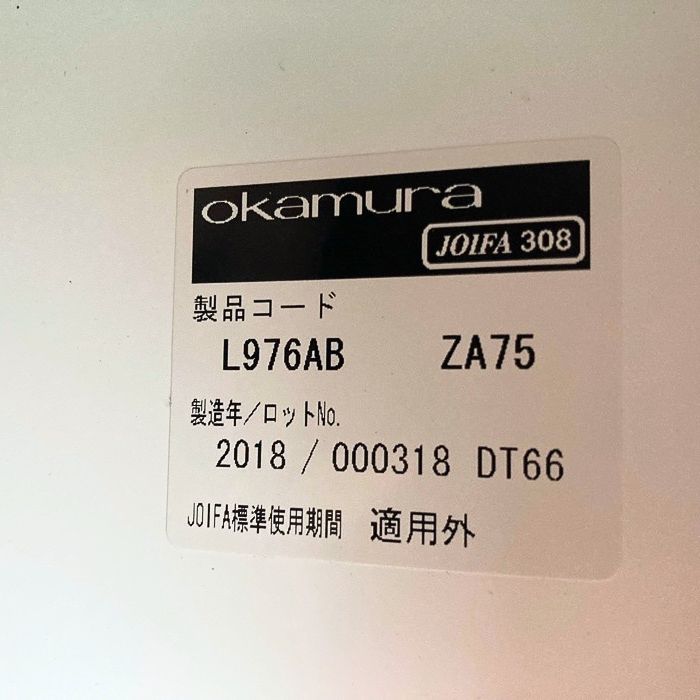 okamura
JOIFA 308
製品コード
L976AB ZA75
製造年/ロットNo.
2018 / 000318 DT66
JOIFA標準使用期間 適用外